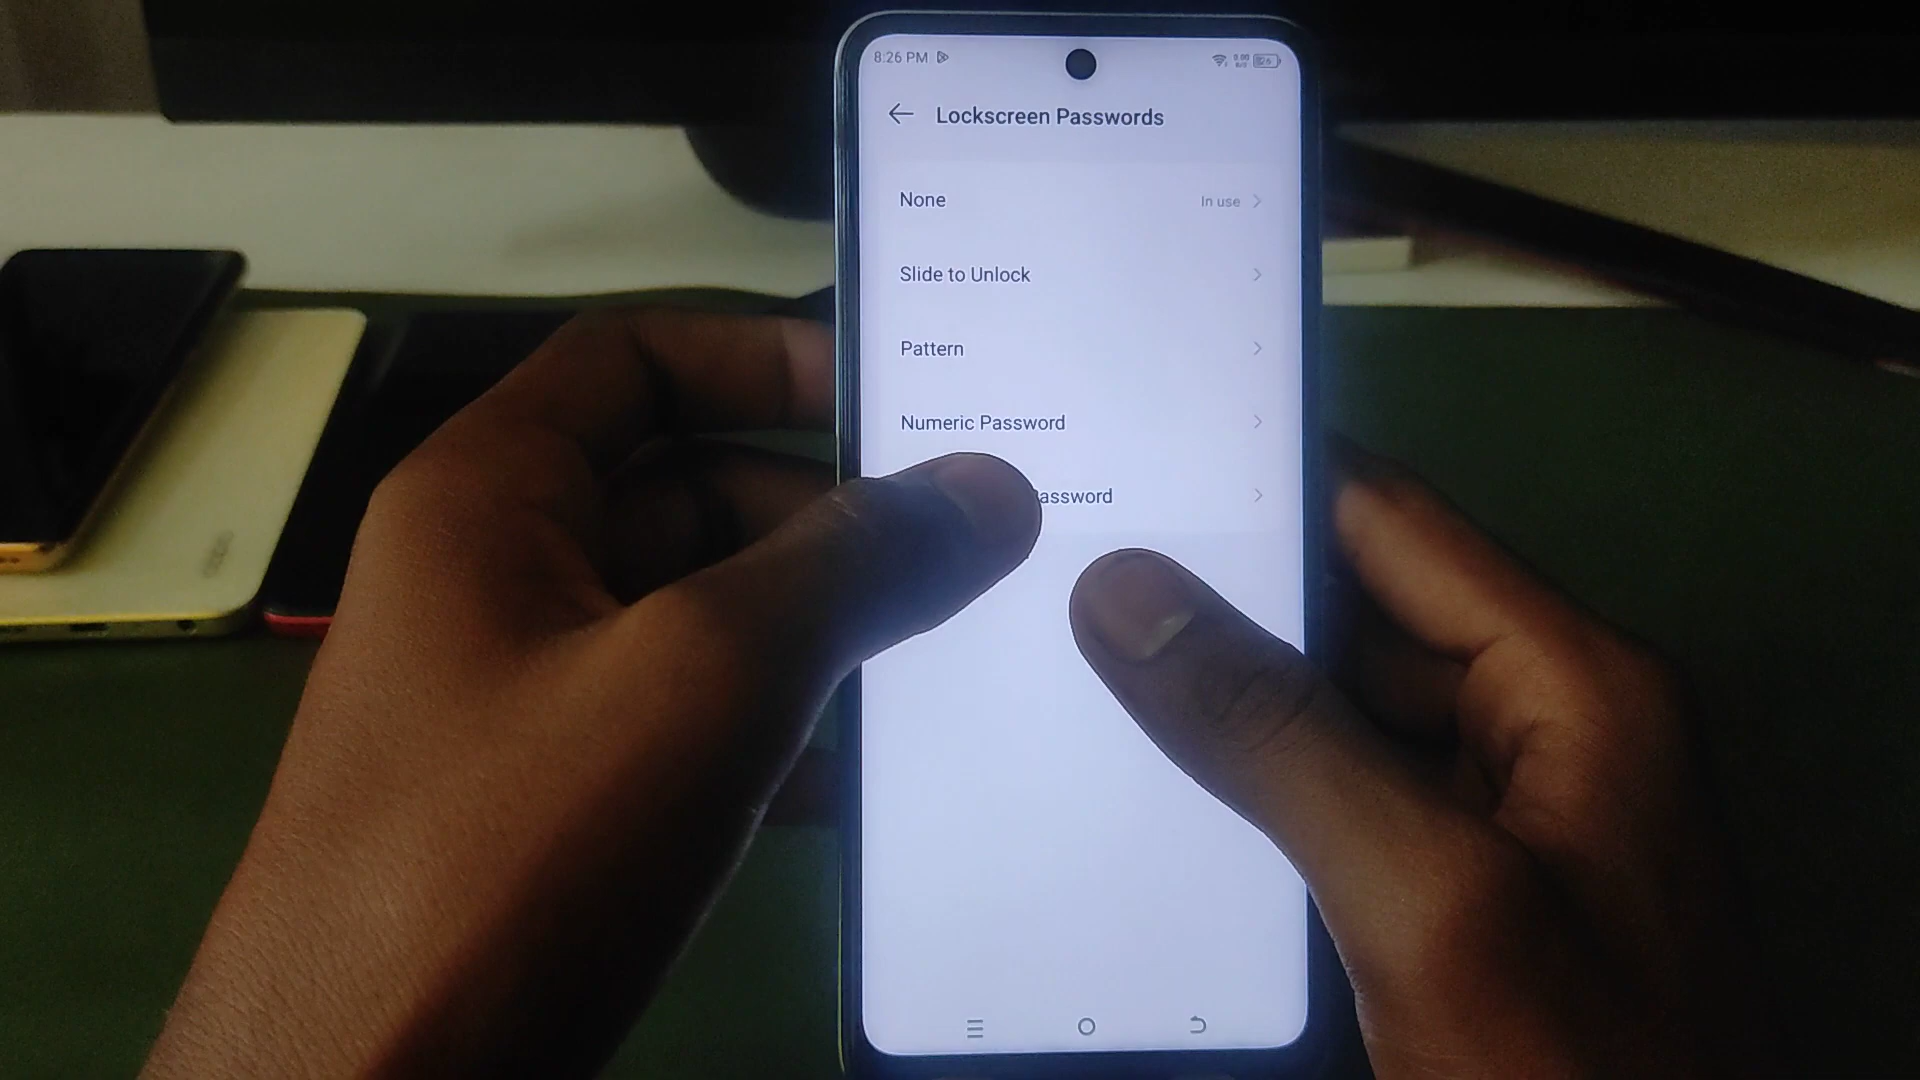 8:26 PM
Lockscreen Passwords
None
In use
Slide to Unlock
Pattern
Numeric Password
assword